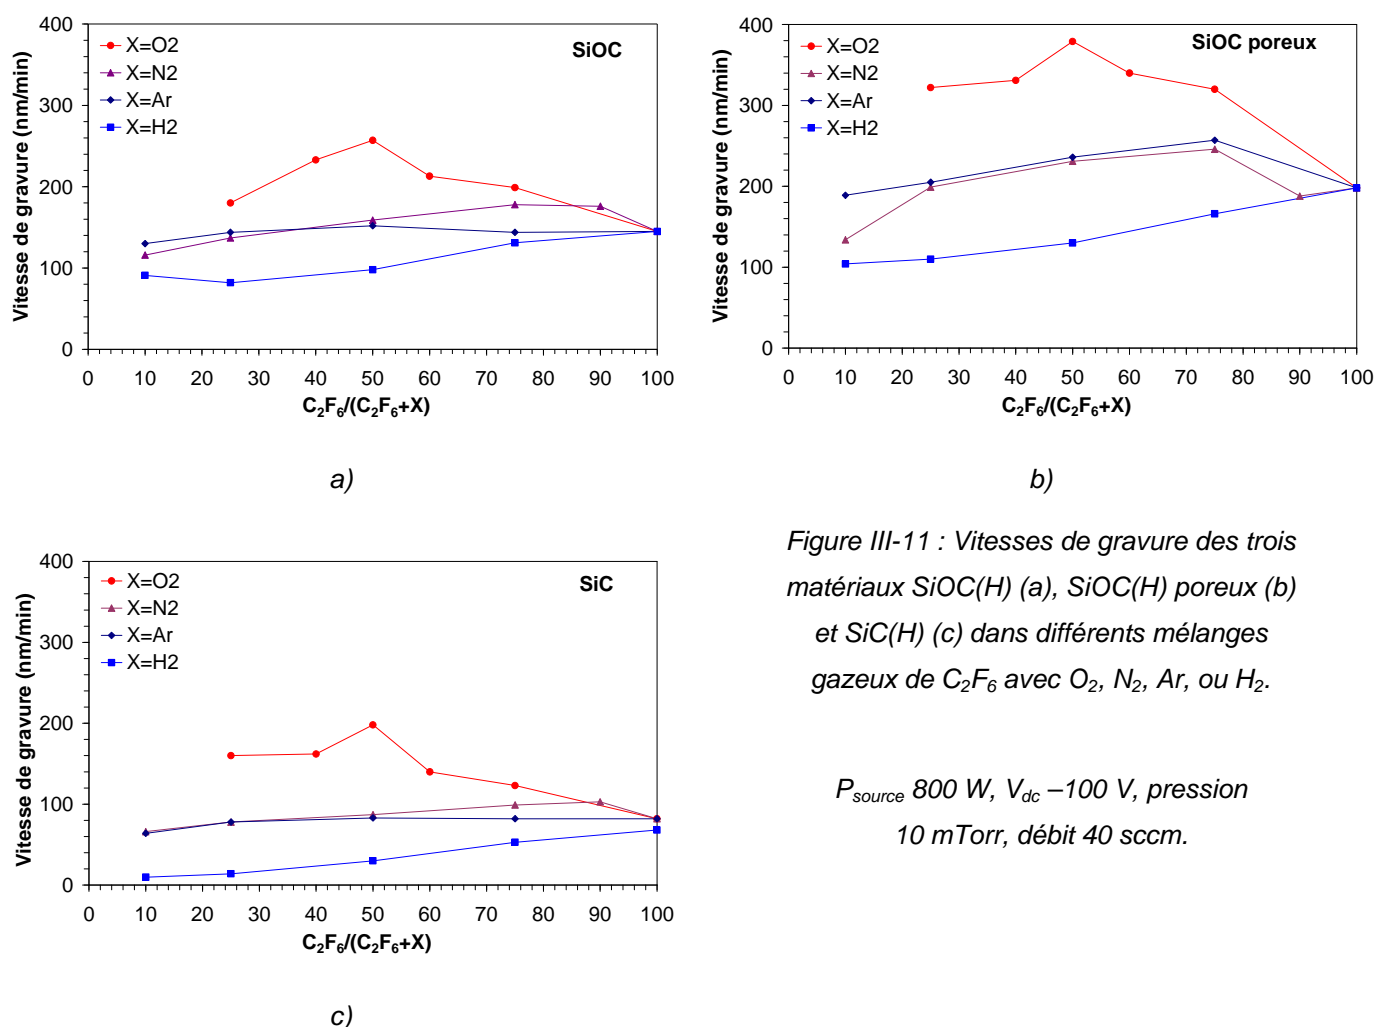 SiOC
X=O2
X=N2
X=Ar
X=H2
Vitesse de gravure (nm/min)
400
300
200
100
0
0 10 20 30 40 50 60 70 80 90 100
C2F6/(C2F6+X)
a)
SiOC poreux
X=O2
X=N2
X=Ar
X=H2
Vitesse de gravure (nm/min)
400
300
200
100
0
0 10 20 30 40 50 60 70 80 90 100
C2F6/(C2F6+X)
b)
SiC
X=O2
X=N2
X=Ar
X=H2
Vitesse de gravure (nm/min)
400
300
200
100
0
0 10 20 30 40 50 60 70 80 90 100
C2F6/(C2F6+X)
c)
Figure III-11 : Vitesses de gravure des trois
matériaux SiOC(H) (a), SiOC(H) poreux (b)
et SiC(H) (c) dans différents mélanges
gazeux de C2F6 avec O2, N2, Ar, ou H2.
Psource 800 W, Vdc –100 V, pression
10 mTorr, débit 40 sccm.